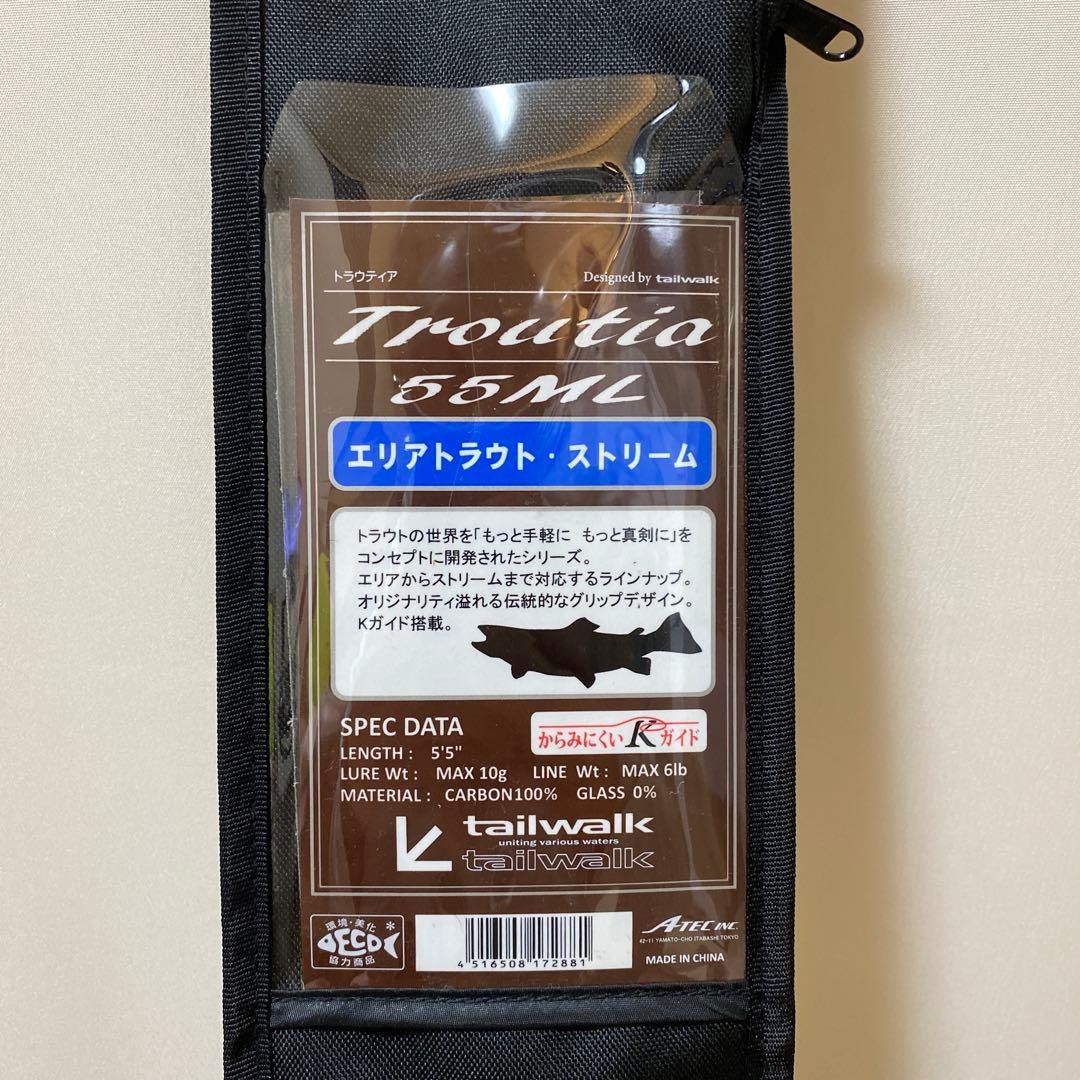 トラウティア
Designed by tailwalk
Troutia
55ML
エリアトラウト・ストリーム
トラウトの世界を「もっと手軽に もっと真剣に」を
コンセプトに開発されたシリーズ。
エリアからストリームまで対応するラインナップ。
オリジナリティ溢れる伝統的なグリップデザイン。
Kガイド搭載。
SPEC DATA
からみにくい Kガイド
LENGTH : 5'5"
LURE Wt : MAX 10g LINE Wt : MAX 6lb
MATERIAL : CARBON100% GLASS 0%
tailwalk
uniting various waters
tailwalk
環境・美化
ECO
協力商品
4 516508 172881
A-TEC INC.
42-11 YAMATO-CHO ITABASHI TOKYO
MADE IN CHINA